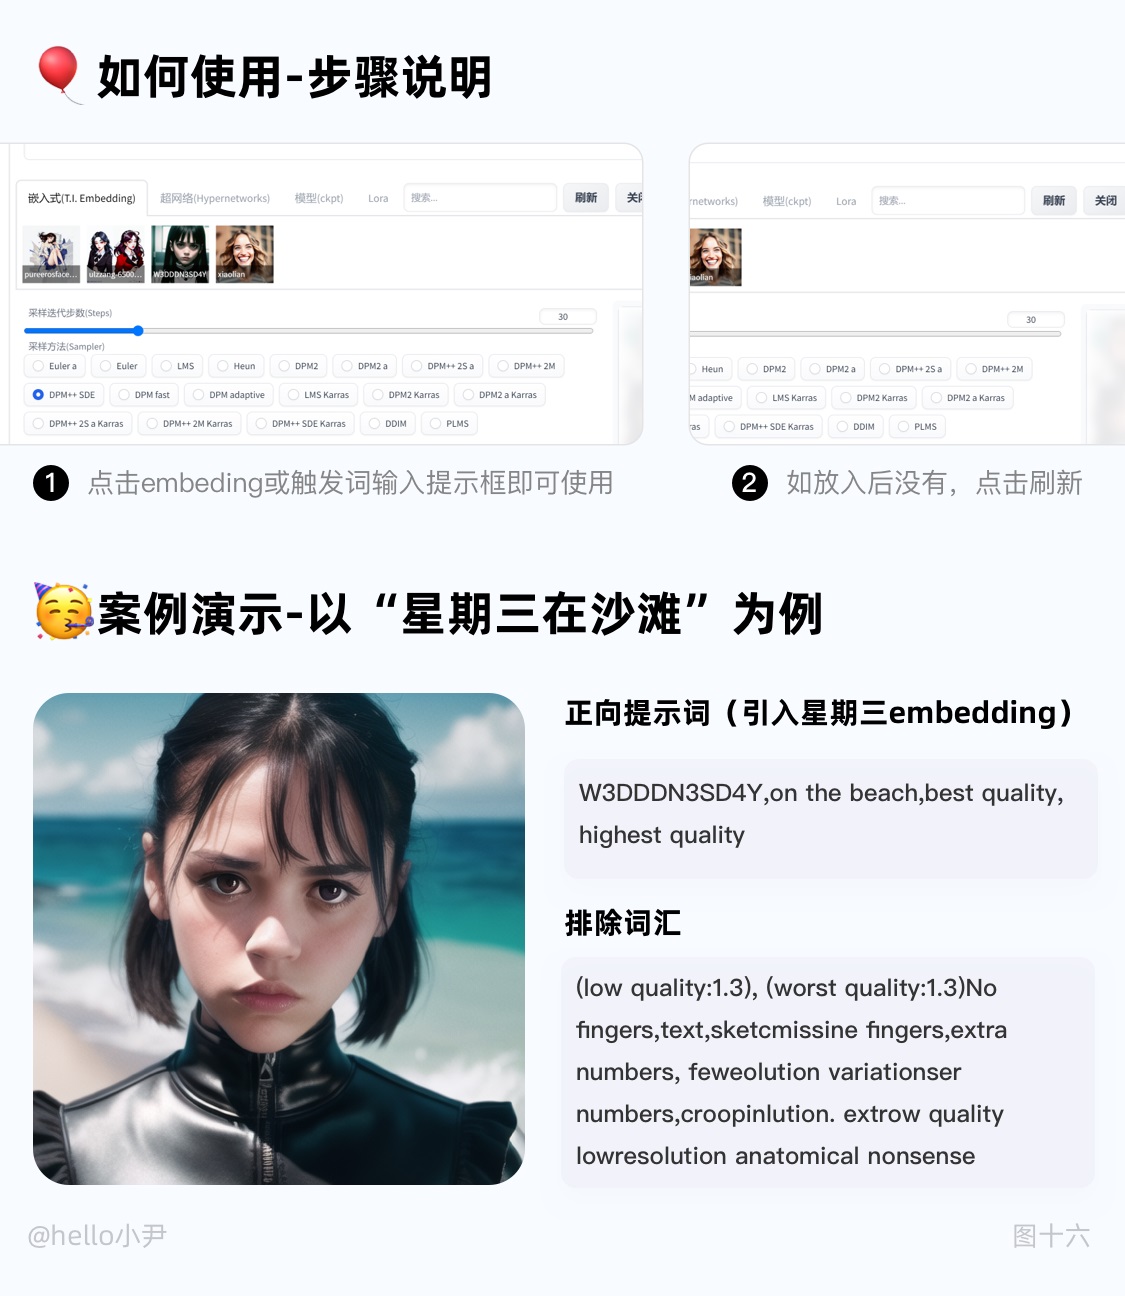 如何使用-步骤说明
嵌入式(T.I. Embedding)
超网络(Hypernetworks)
模型(ckpt)
Lora
搜索...
刷新
关闭
pureerosface...
ulzzang-6500...
W3DDDN3SD4Y
xiaolian
采样迭代步数(Steps)
30
采样方法(Sampler)
Euler a
Euler
LMS
Heun
DPM2
DPM2 a
DPM++ 2S a
DPM++ 2M
DPM++ SDE
DPM fast
DPM adaptive
LMS Karras
DPM2 Karras
DPM2 a Karras
DPM++ 2S a Karras
DPM++ 2M Karras
DPM++ SDE Karras
DDIM
PLMS
rnetworks)
模型(ckpt)
Lora
搜索...
刷新
关闭
iaolian
30
Heun
DPM2
DPM2 a
DPM++ 2S a
DPM++ 2M
M adaptive
LMS Karras
DPM2 Karras
DPM2 a Karras
ras
DPM++ SDE Karras
DDIM
PLMS
1 点击embeding或触发词输入提示框即可使用
2 如放入后没有，点击刷新
案例演示-以“星期三在沙滩”为例
正向提示词（引入星期三embedding）
W3DDDN3SD4Y,on the beach,best quality,
highest quality
排除词汇
(low quality:1.3), (worst quality:1.3)No
fingers,text,sketcmissine fingers,extra
numbers, feweolution variationser
numbers,croopinlution. extrow quality
lowresolution anatomical nonsense
@hello小尹
图十六